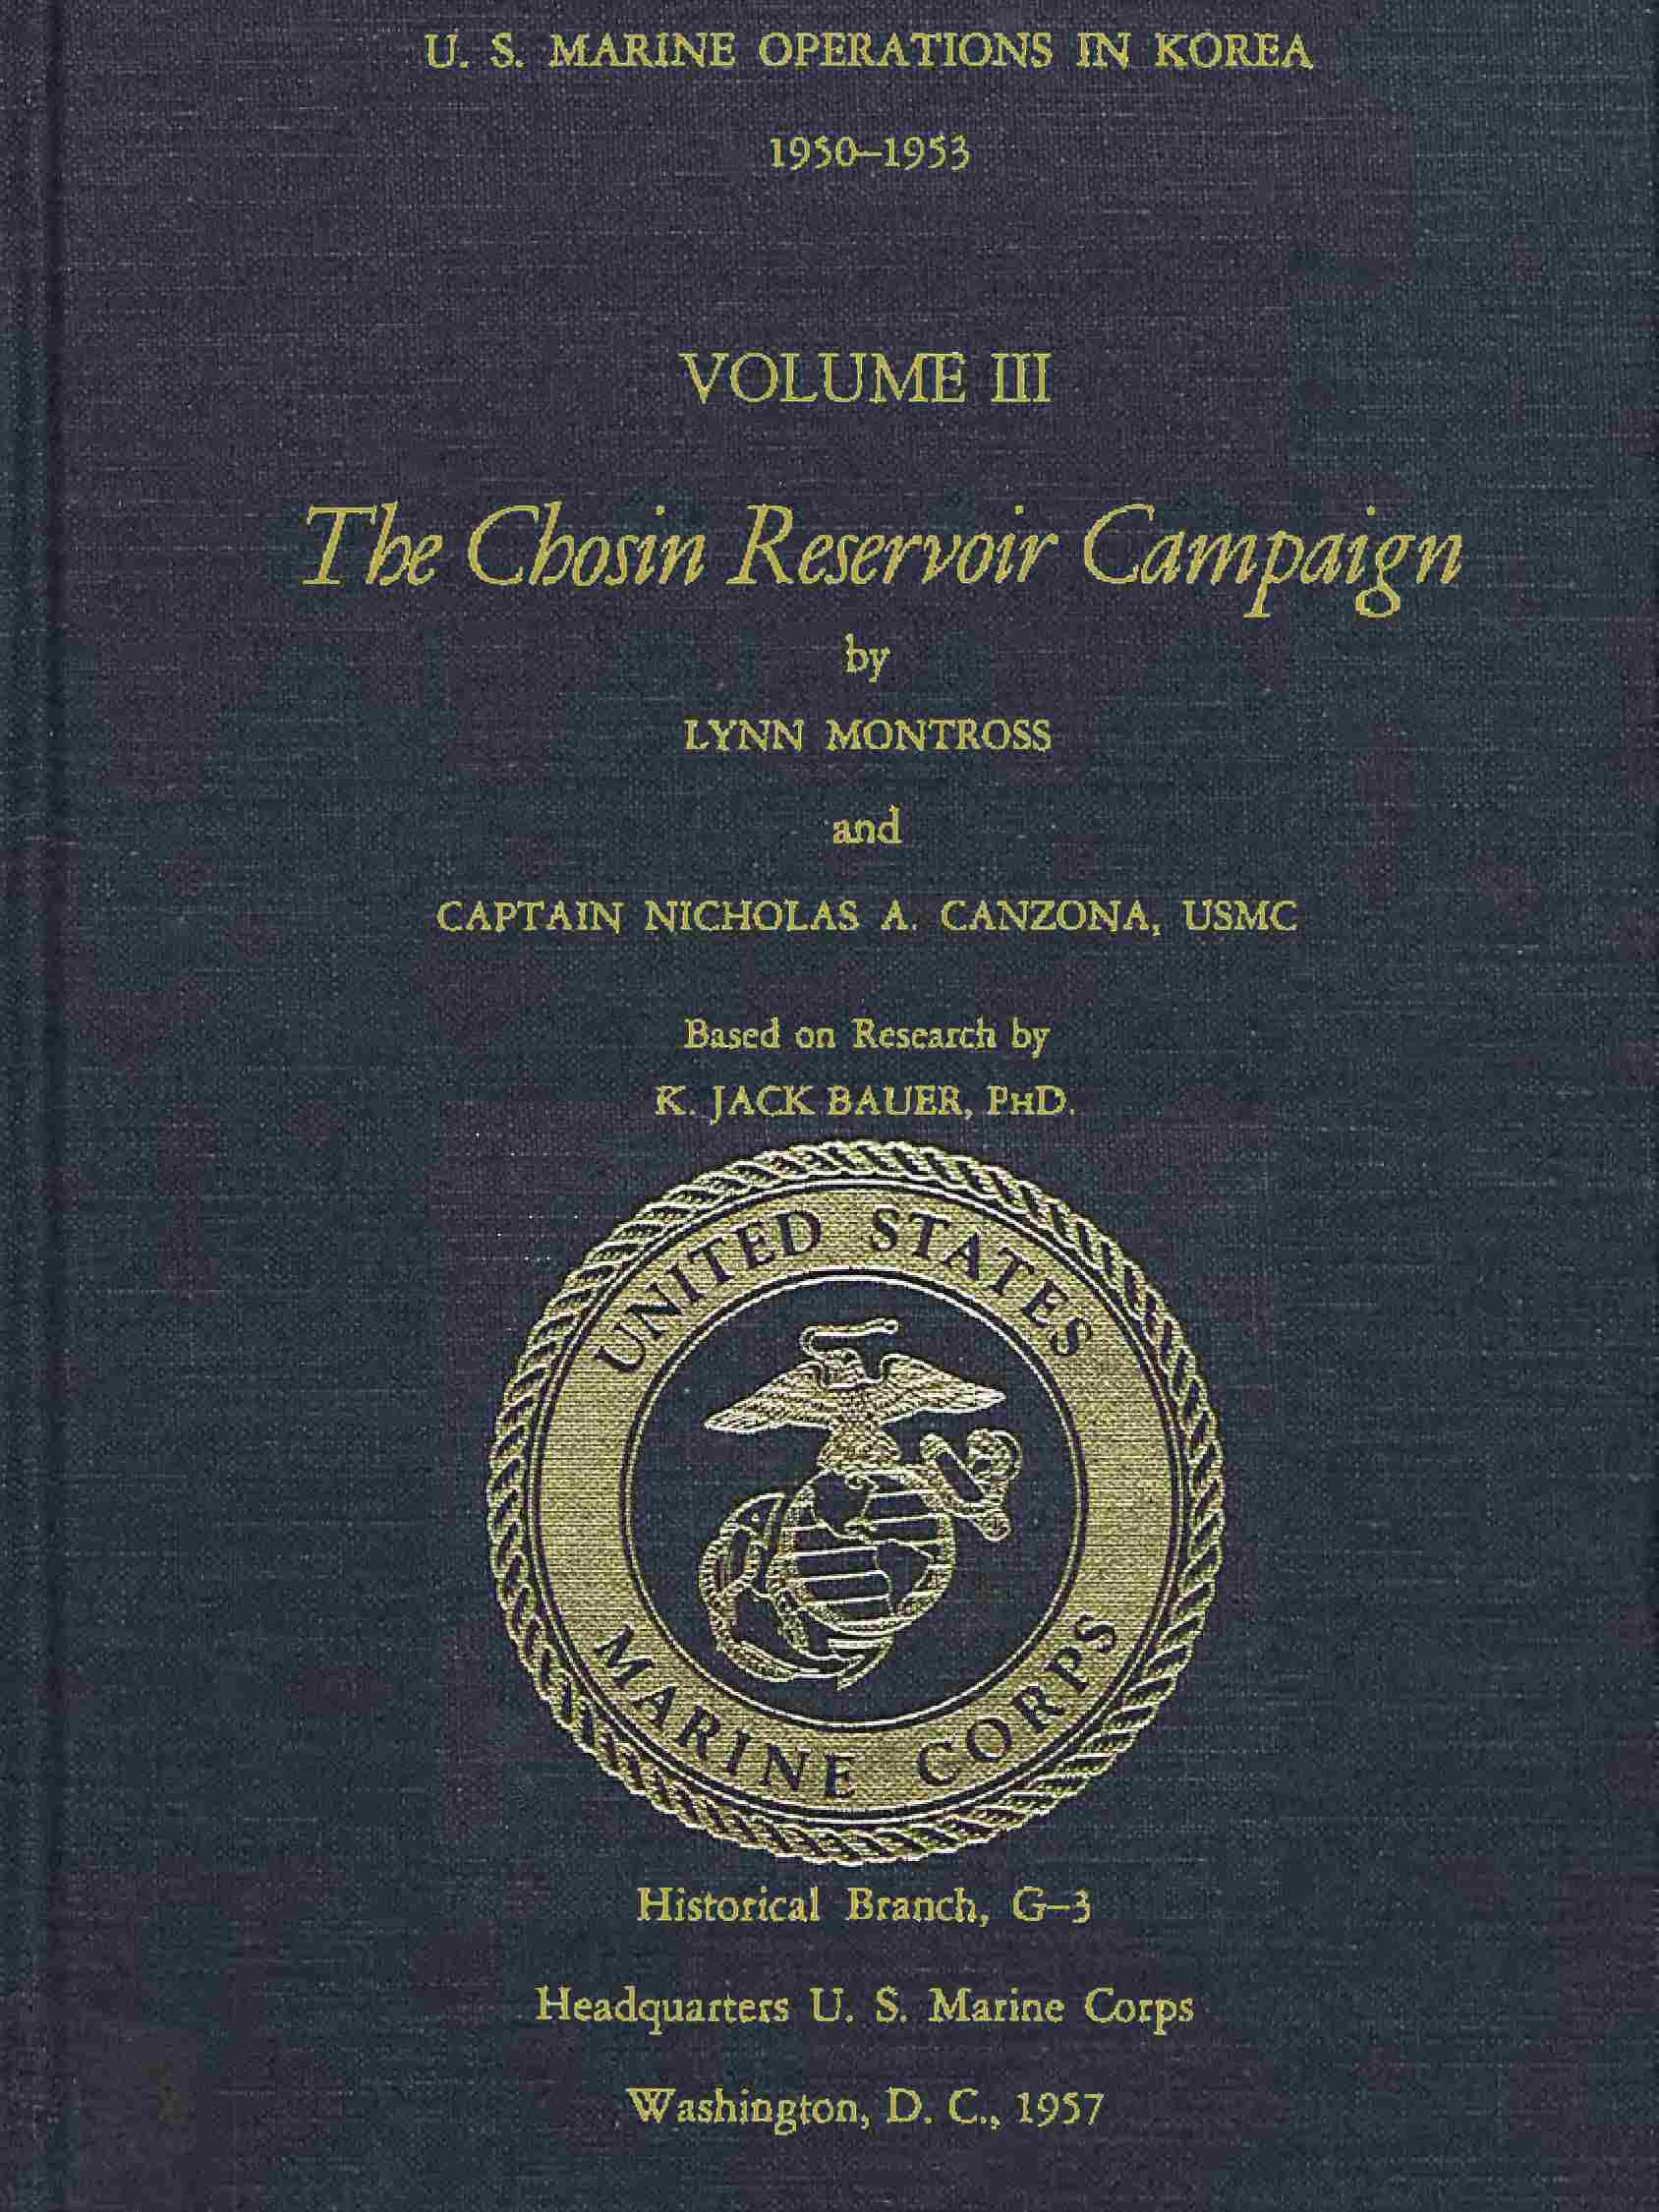 U. S. MARINE OPERATIONS IN KOREA
1950–1953
VOLUME III
The Chosin Reservoir Campaign
by
LYNN MONTROSS
and
CAPTAIN NICHOLAS A. CANZONA, USMC
Based on Research by
K. JACK BAUER, PHD.
UNITED STATES
MARINE CORPS
Historical Branch, G–3
Headquarters U. S. Marine Corps
Washington, D. C., 1957